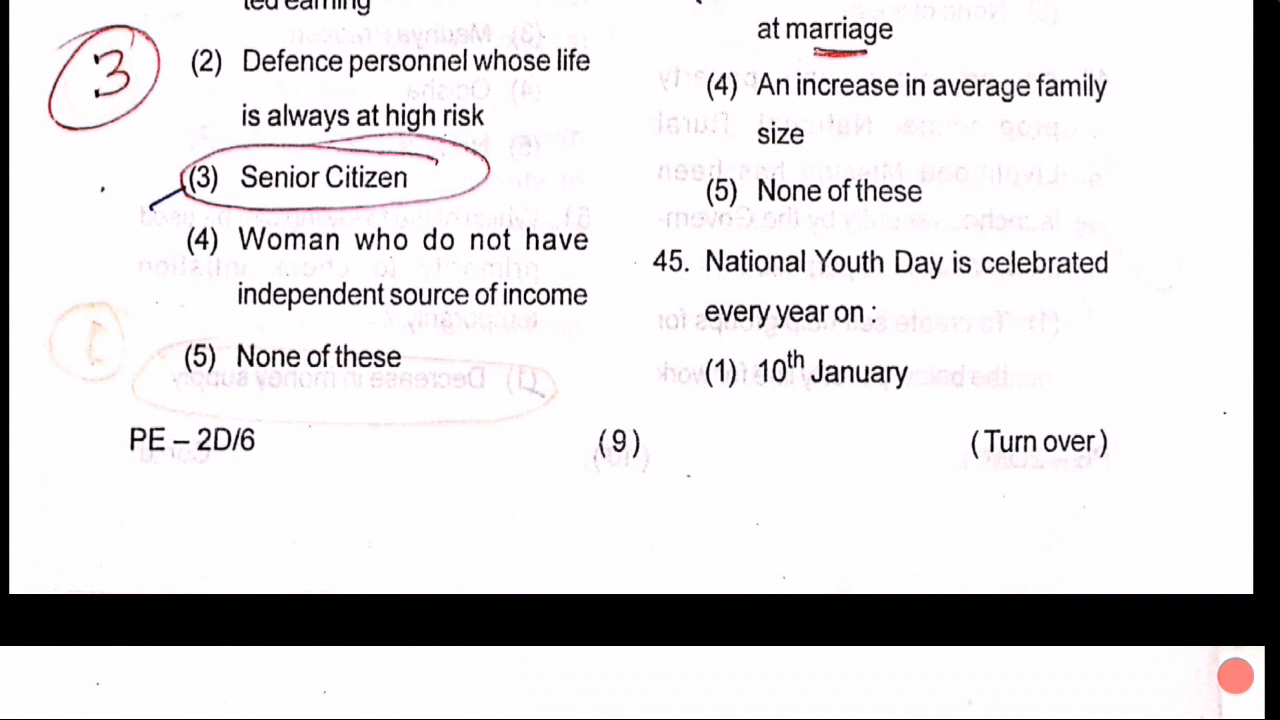 ted earning
3
(2) Defence personnel whose life
is always at high risk
(3) Senior Citizen
(4) Woman who do not have
independent source of income
(5) None of these
1
at marriage
(4) An increase in average family
size
(5) None of these
45. National Youth Day is celebrated
every year on :
(1) 10th January
PE – 2D/6 (9) (Turn over)